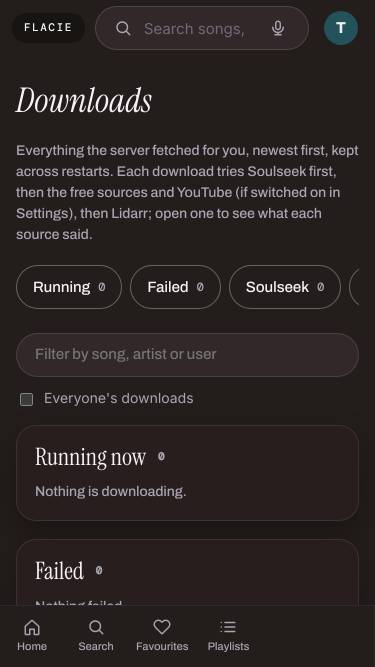 FLACIE
Search songs,
T
Downloads
Everything the server fetched for you, newest first, kept
across restarts. Each download tries Soulseek first,
then the free sources and YouTube (if switched on in
Settings), then Lidarr; open one to see what each
source said.
Running 0
Failed 0
Soulseek 0
Filter by song, artist or user
Everyone's downloads
Running now 0
Nothing is downloading.
Failed 0
Nothing failed
Home
Search
Favourites
Playlists